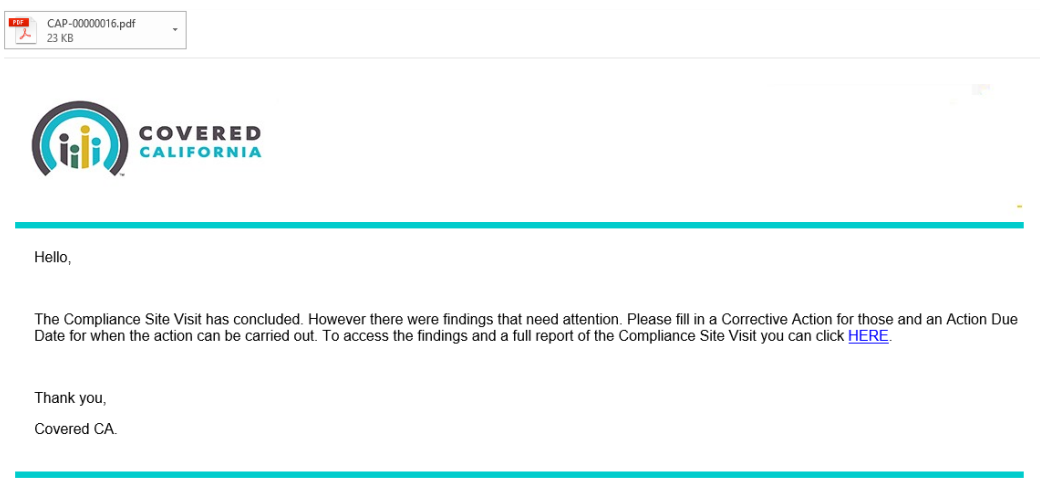 PDF
CAP-00000016.pdf
23 KB
COVERED
CALIFORNIA
TM
Hello,
The Compliance Site Visit has concluded. However there were findings that need attention. Please fill in a Corrective Action for those and an Action Due
Date for when the action can be carried out. To access the findings and a full report of the Compliance Site Visit you can click HERE.
Thank you,
Covered CA.